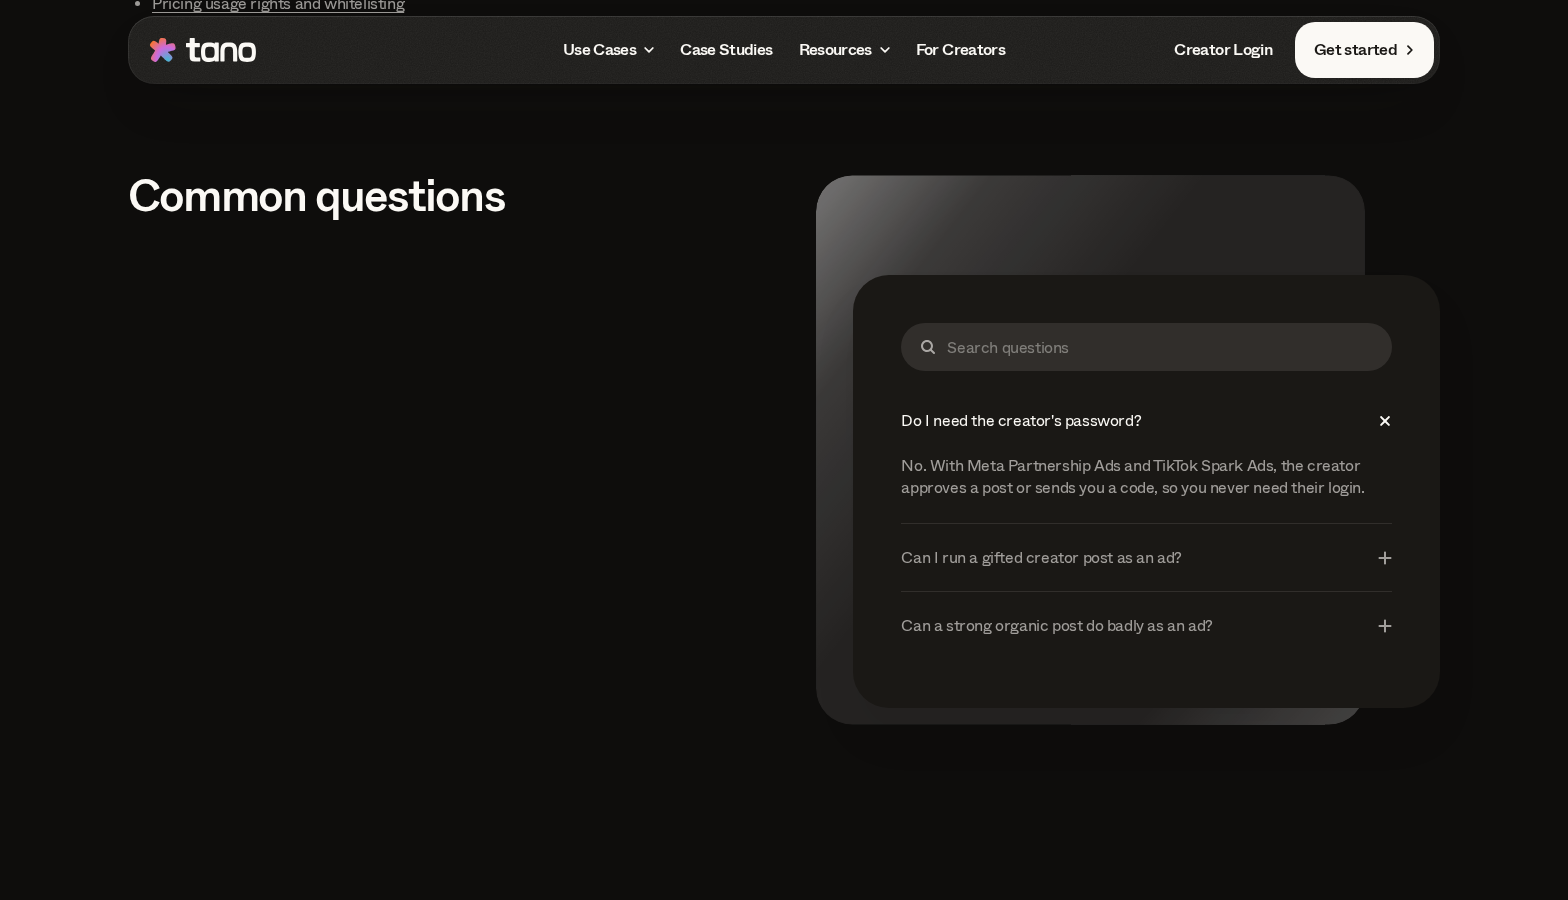 Pricing usage rights and whitelisting
tano
Use Cases
Case Studies
Resources
For Creators
Creator Login
Get started
Common questions
Search questions
Do I need the creator's password?
No. With Meta Partnership Ads and TikTok Spark Ads, the creator
approves a post or sends you a code, so you never need their login.
Can I run a gifted creator post as an ad?
Can a strong organic post do badly as an ad?